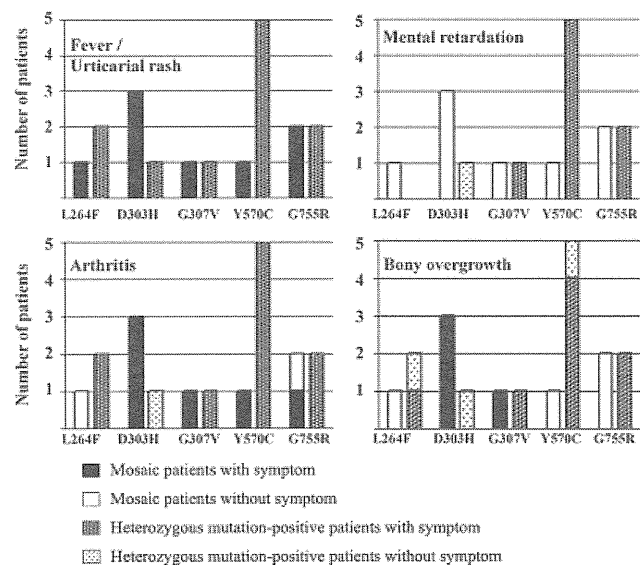 Number of patients
5
4
3
2
1
Fever /
Urticarial rash
L264F D303H G307V Y570C G755R
5
4
3
2
1
Mental retardation
L264F D303H G307V Y570C G755R
Number of patients
5
4
3
2
1
Arthritis
L264F D303H G307V Y570C G755R
5
4
3
2
1
Bony overgrowth
L264F D303H G307V Y570C G755R
Mosaic patients with symptom
Mosaic patients without symptom
Heterozygous mutation-positive patients with symptom
Heterozygous mutation-positive patients without symptom